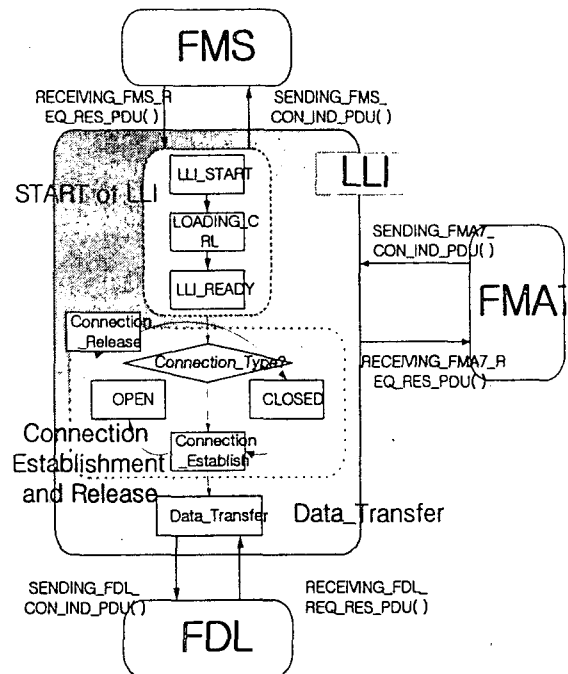 FMS
RECEIVING_FMS_R
EQ_RES_PDU( )
SENDING_FMS_
CON_IND_PDU( )
LLI
START of LLI
LLI_START
LOADING_C
RL
LLI_READY
SENDING_FMA7_
CON_IND_PDU( )
FMA7
RECEIVING_FMA7_R
EQ_RES_PDU( )
Connection
_Release
Connection_Type?
OPEN
CLOSED
Connection
_Establish
Connection
Establishment
and Release
Data_Transfer
Data_Transfer
SENDING_FDL_
CON_IND_PDU( )
RECEIVING_FDL_
REQ_RES_PDU( )
FDL